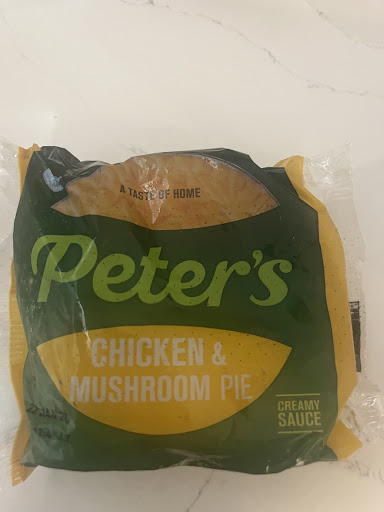 A TASTE OF HOME
Peter's
CHICKEN &
MUSHROOM PIE
CREAMY
SAUCE